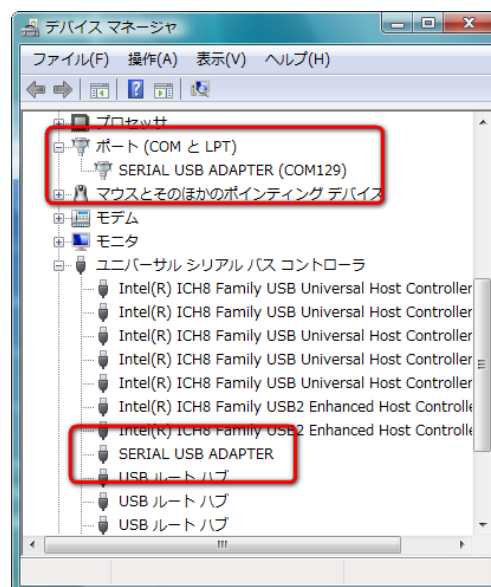 デバイス マネージャ
ファイル(F) 操作(A) 表示(V) ヘルプ(H)
プロセッサ
ポート (COM と LPT)
SERIAL USB ADAPTER (COM129)
マウスとそのほかのポインティング デバイス
モデム
モニタ
ユニバーサル シリアル バス コントローラ
Intel(R) ICH8 Family USB Universal Host Controller
Intel(R) ICH8 Family USB Universal Host Controller
Intel(R) ICH8 Family USB Universal Host Controller
Intel(R) ICH8 Family USB Universal Host Controller
Intel(R) ICH8 Family USB Universal Host Controller
Intel(R) ICH8 Family USB2 Enhanced Host Controlle
Intel(R) ICH8 Family USB2 Enhanced Host Controlle
SERIAL USB ADAPTER
USB ルート ハブ
USB ルート ハブ
USB ルート ハブ